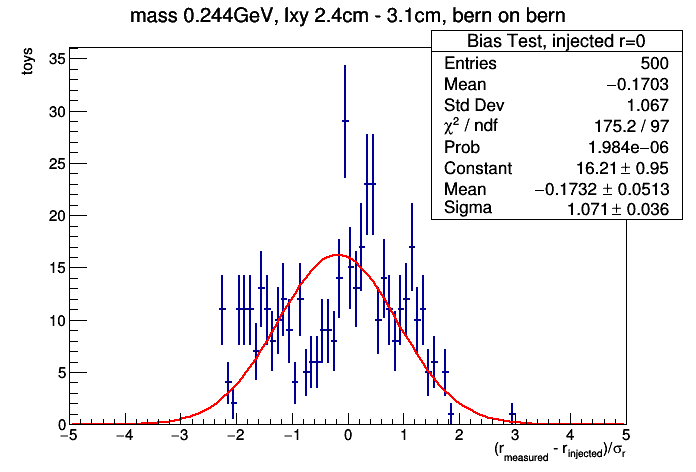 mass 0.244GeV, lxy 2.4cm - 3.1cm, bern on bern
toys
Bias Test, injected r=0
Entries 500
Mean −0.1703
Std Dev 1.067
χ² / ndf 175.2 / 97
Prob 1.984e−06
Constant 16.21 ± 0.95
Mean −0.1732 ± 0.0513
Sigma 1.071 ± 0.036
35
30
25
20
15
10
5
0
−5 −4 −3 −2 −1 0 1 2 3 4 5
(r_measured - r_injected)/σ_r